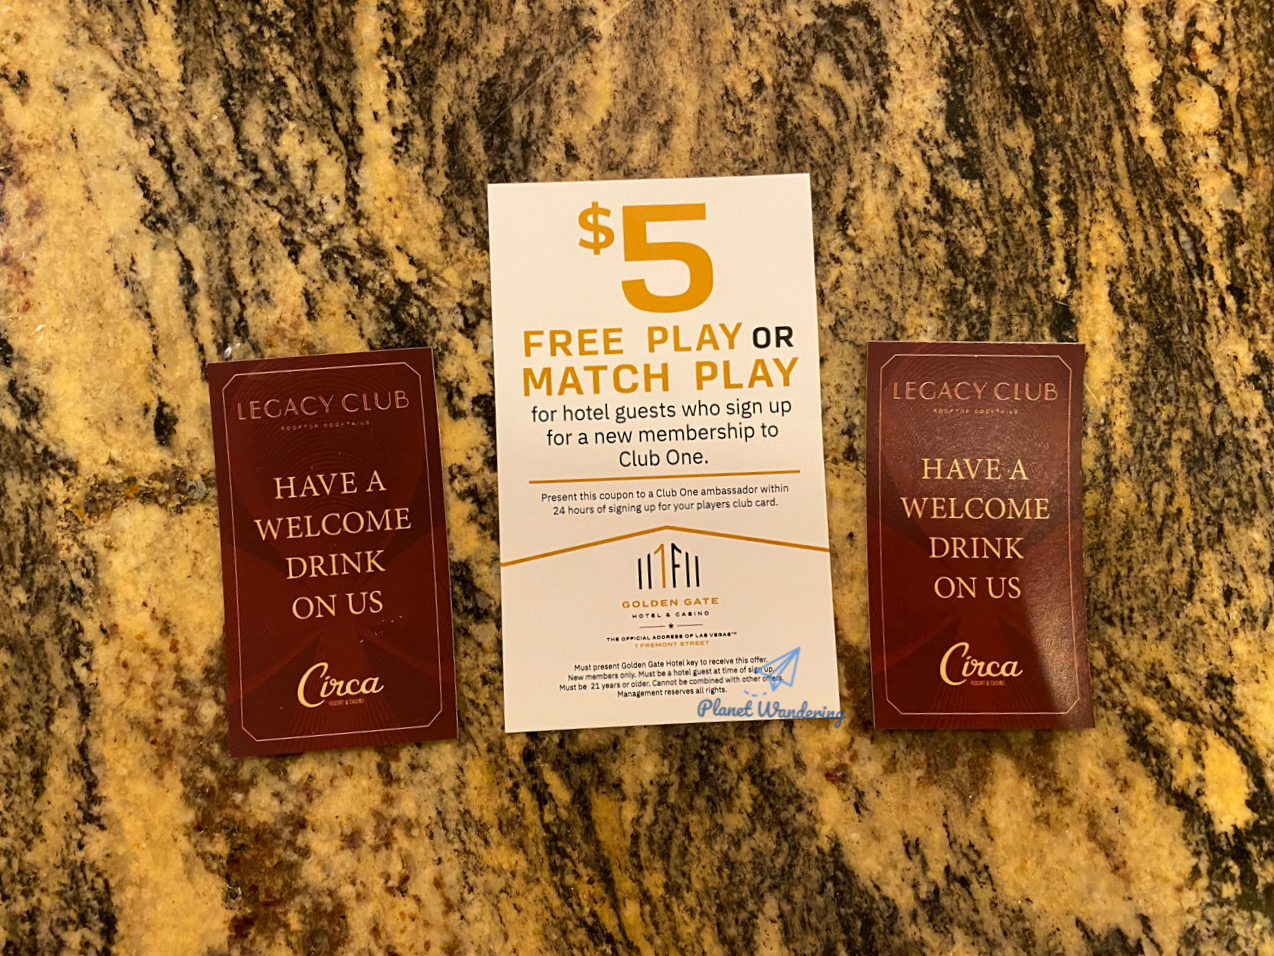 LEGACY CLUB
ROOFTOP COCKTAILS
HAVE A
WELCOME
DRINK
ON US
Circa
RESORT & CASINO
$5
FREE PLAY OR
MATCH PLAY
for hotel guests who sign up
for a new membership to
Club One.
Present this coupon to a Club One ambassador within
24 hours of signing up for your players club card.
GOLDEN GATE
HOTEL & CASINO
THE OFFICIAL ADDRESS OF LAS VEGAS™
1 FREMONT STREET
Must present Golden Gate Hotel key to receive this offer.
New members only. Must be a hotel guest at time of sign up.
Must be 21 years or older. Cannot be combined with other offers.
Management reserves all rights.
Planet Wandering
LEGACY CLUB
ROOFTOP COCKTAILS
HAVE A
WELCOME
DRINK
ON US
Circa
RESORT & CASINO